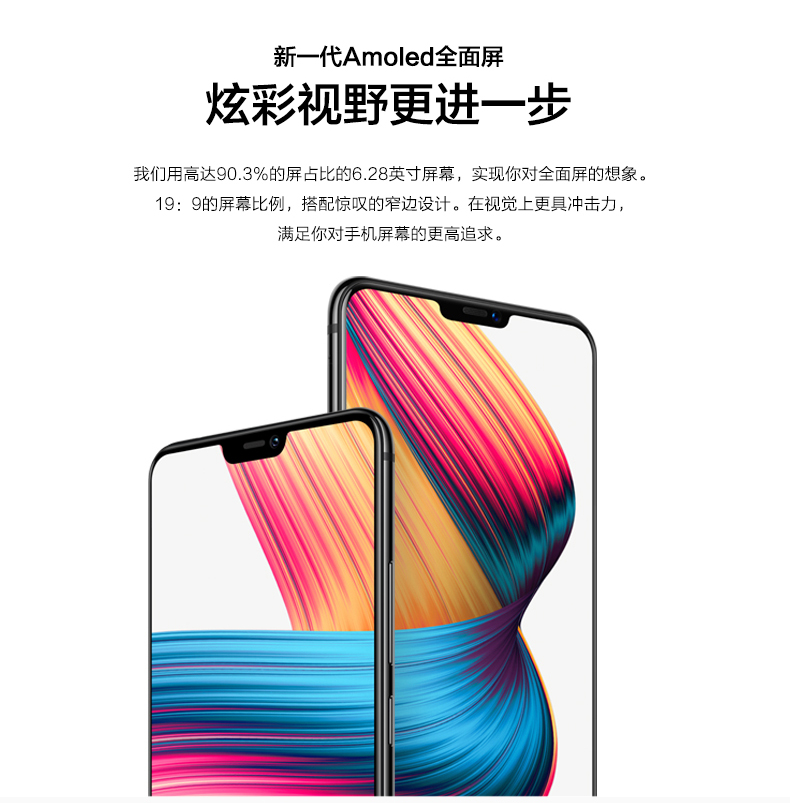 新一代Amoled全面屏
炫彩视野更进一步
我们用高达90.3%的屏占比的6.28英寸屏幕，实现你对全面屏的想象。
19：9的屏幕比例，搭配惊叹的窄边设计。在视觉上更具冲击力，
满足你对手机屏幕的更高追求。